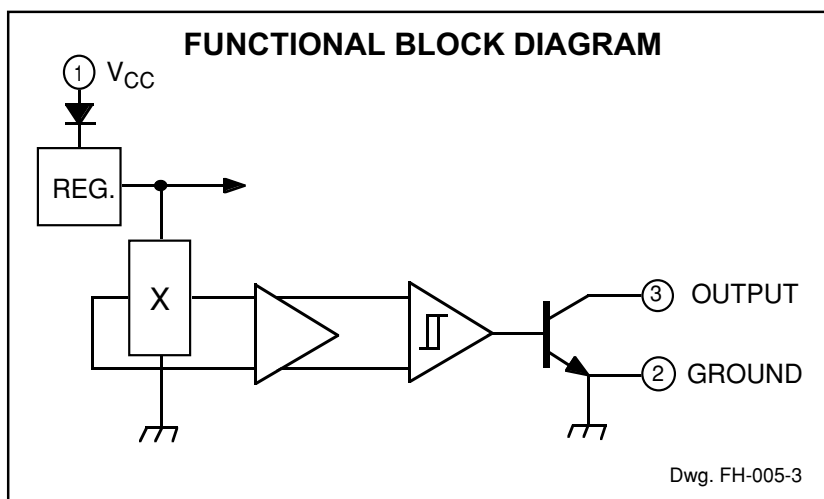 FUNCTIONAL BLOCK DIAGRAM
1 VCC
REG.
X
3 OUTPUT
2 GROUND
Dwg. FH-005-3